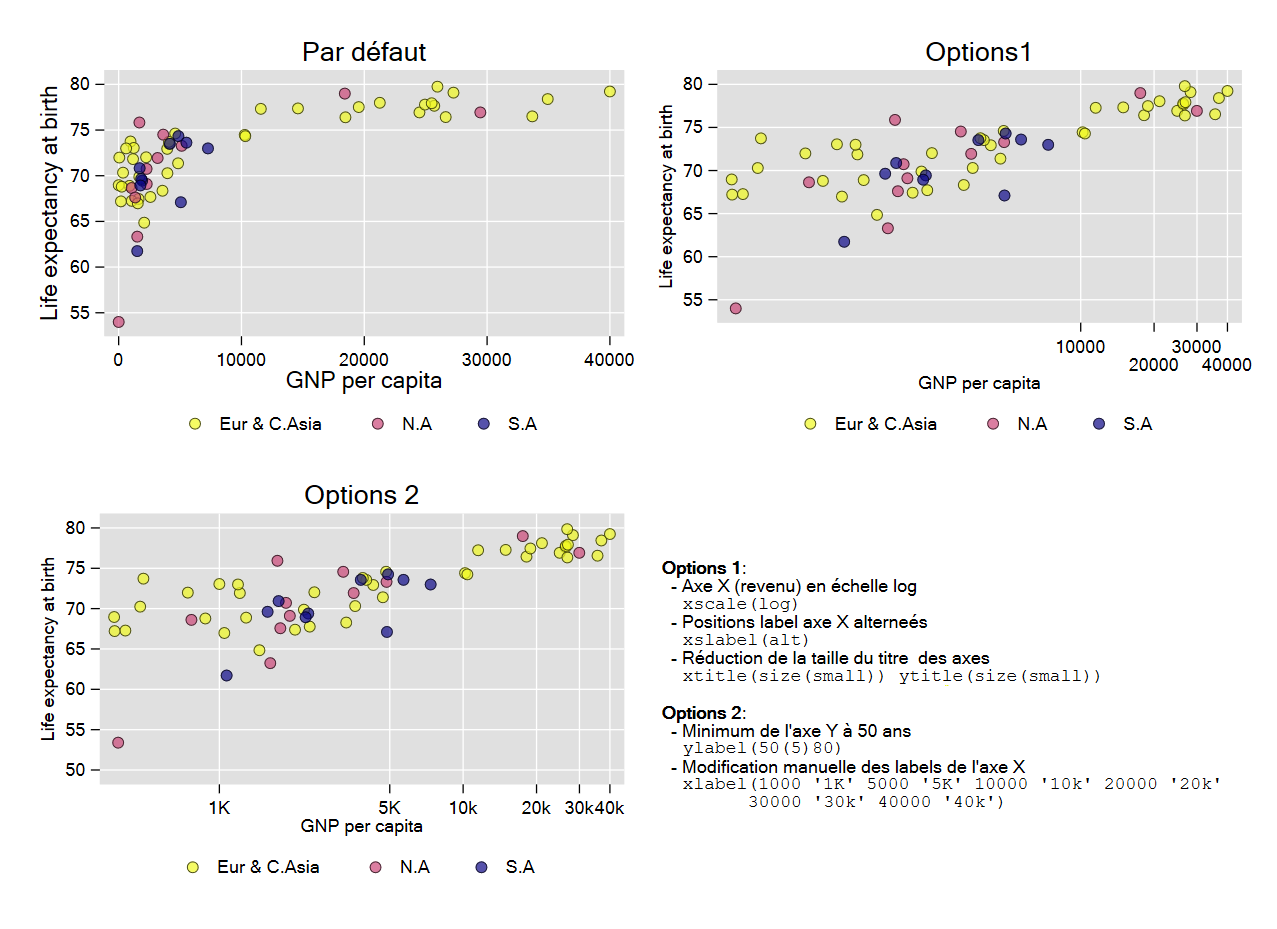 Par défaut
Life expectancy at birth
80
75
70
65
60
55
0 10000 20000 30000 40000
GNP per capita
Eur & C.Asia N.A S.A
Options1
Life expectancy at birth
80
75
70
65
60
55
10000 30000
20000 40000
GNP per capita
Eur & C.Asia N.A S.A
Options 2
Life expectancy at birth
80
75
70
65
60
55
50
1K 5K 10k 20k 30k40k
GNP per capita
Eur & C.Asia N.A S.A
Options 1:
- Axe X (revenu) en échelle log
xscale(log)
- Positions label axe X alterneés
xslabel(alt)
- Réduction de la taille du titre des axes
xtitle(size(small)) ytitle(size(small))
Options 2:
- Minimum de l'axe Y à 50 ans
ylabel(50(5)80)
- Modification manuelle des labels de l'axe X
xlabel(1000 '1K' 5000 '5K' 10000 '10k' 20000 '20k'
30000 '30k' 40000 '40k')